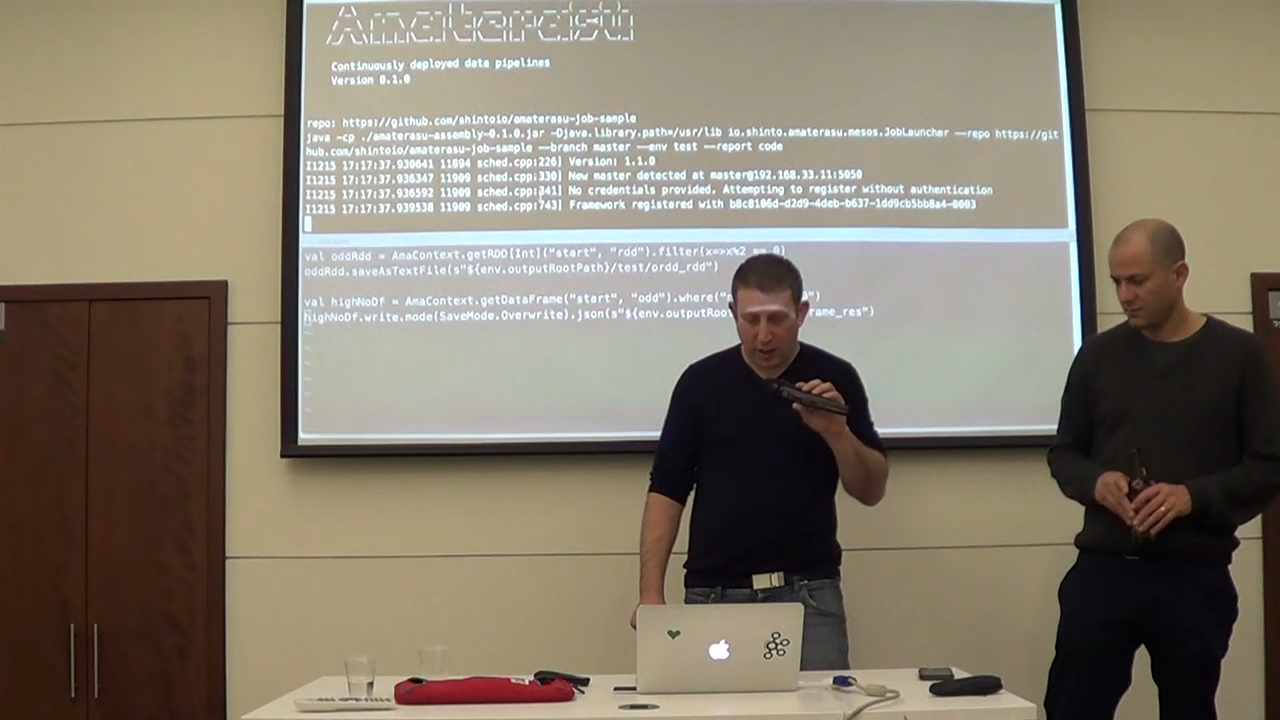 Amaterasu
Continuously deployed data pipelines
Version 0.1.0
repo: https://github.com/shintoio/amaterasu-job-sample
java -cp ./amaterasu-assembly-0.1.0.jar -Djava.library.path=/usr/lib io.shinto.amaterasu.mesos.JobLauncher --repo https://git
hub.com/shintoio/amaterasu-job-sample --branch master --env test --report code
I1215 17:17:37.930641 11894 sched.cpp:226] Version: 1.1.0
I1215 17:17:37.936347 11909 sched.cpp:330] New master detected at master@192.168.33.11:5050
I1215 17:17:37.936592 11909 sched.cpp:341] No credentials provided. Attempting to register without authentication
I1215 17:17:37.939538 11909 sched.cpp:743] Framework registered with b8c8106d-d2d9-4deb-b637-1dd9cb5bb8a4-0003
val oddRdd = AmaContext.getRDD[Int]("start", "rdd").filter(x=>x%2 == 0)
oddRdd.saveAsTextFile(s"${env.outputRootPath}/test/ordd_rdd")
val highNoDf = AmaContext.getDataFrame("start", "odd").where("
highNoDf.write.mode(SaveMode.Overwrite).json(s"${env.outputRoo rame_res")